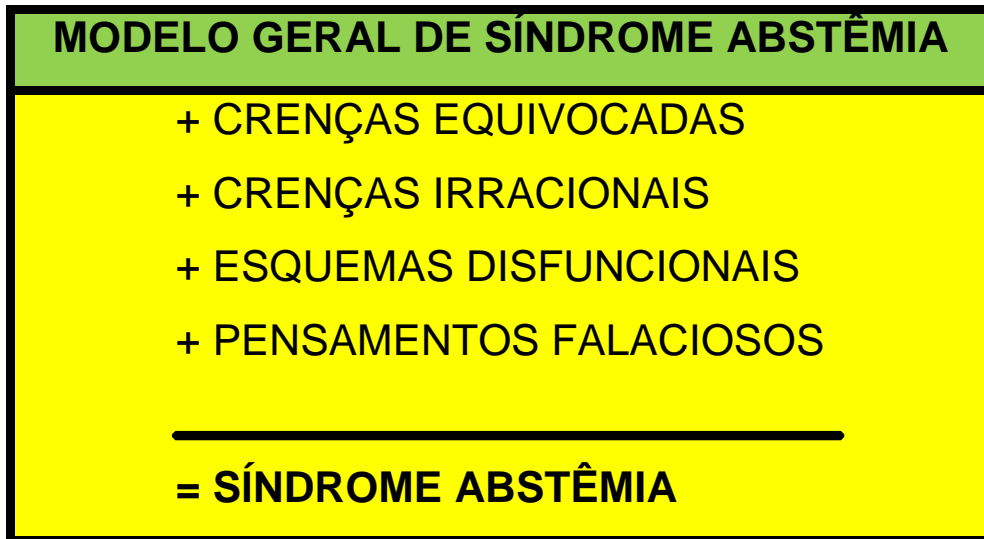 MODELO GERAL DE SÍNDROME ABSTÊMIA
+ CRENÇAS EQUIVOCADAS
+ CRENÇAS IRRACIONAIS
+ ESQUEMAS DISFUNCIONAIS
+ PENSAMENTOS FALACIOSOS
= SÍNDROME ABSTÊMIA